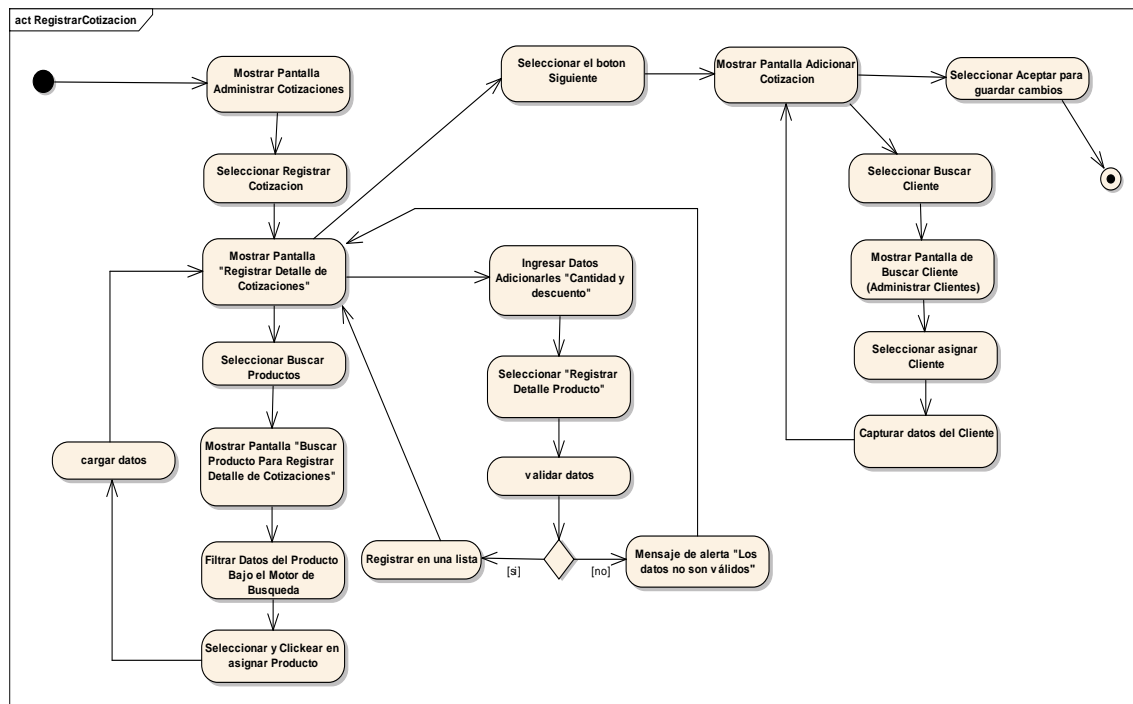 act RegistrarCotizacion
Mostrar Pantalla
Administrar Cotizaciones
Seleccionar Registrar
Cotizacion
Mostrar Pantalla
"Registrar Detalle de
Cotizaciones"
Seleccionar Buscar
Productos
Mostrar Pantalla "Buscar
Producto Para Registrar
Detalle de Cotizaciones"
Filtrar Datos del Producto
Bajo el Motor de
Busqueda
Seleccionar y Clickear en
asignar Producto
cargar datos
Ingresar Datos
Adicionarles "Cantidad y
descuento"
Seleccionar "Registrar
Detalle Producto"
validar datos
[si]
[no]
Registrar en una lista
Mensaje de alerta "Los
datos no son válidos"
Seleccionar el boton
Siguiente
Mostrar Pantalla Adicionar
Cotizacion
Seleccionar Aceptar para
guardar cambios
Seleccionar Buscar
Cliente
Mostrar Pantalla de
Buscar Cliente
(Administrar Clientes)
Seleccionar asignar
Cliente
Capturar datos del Cliente